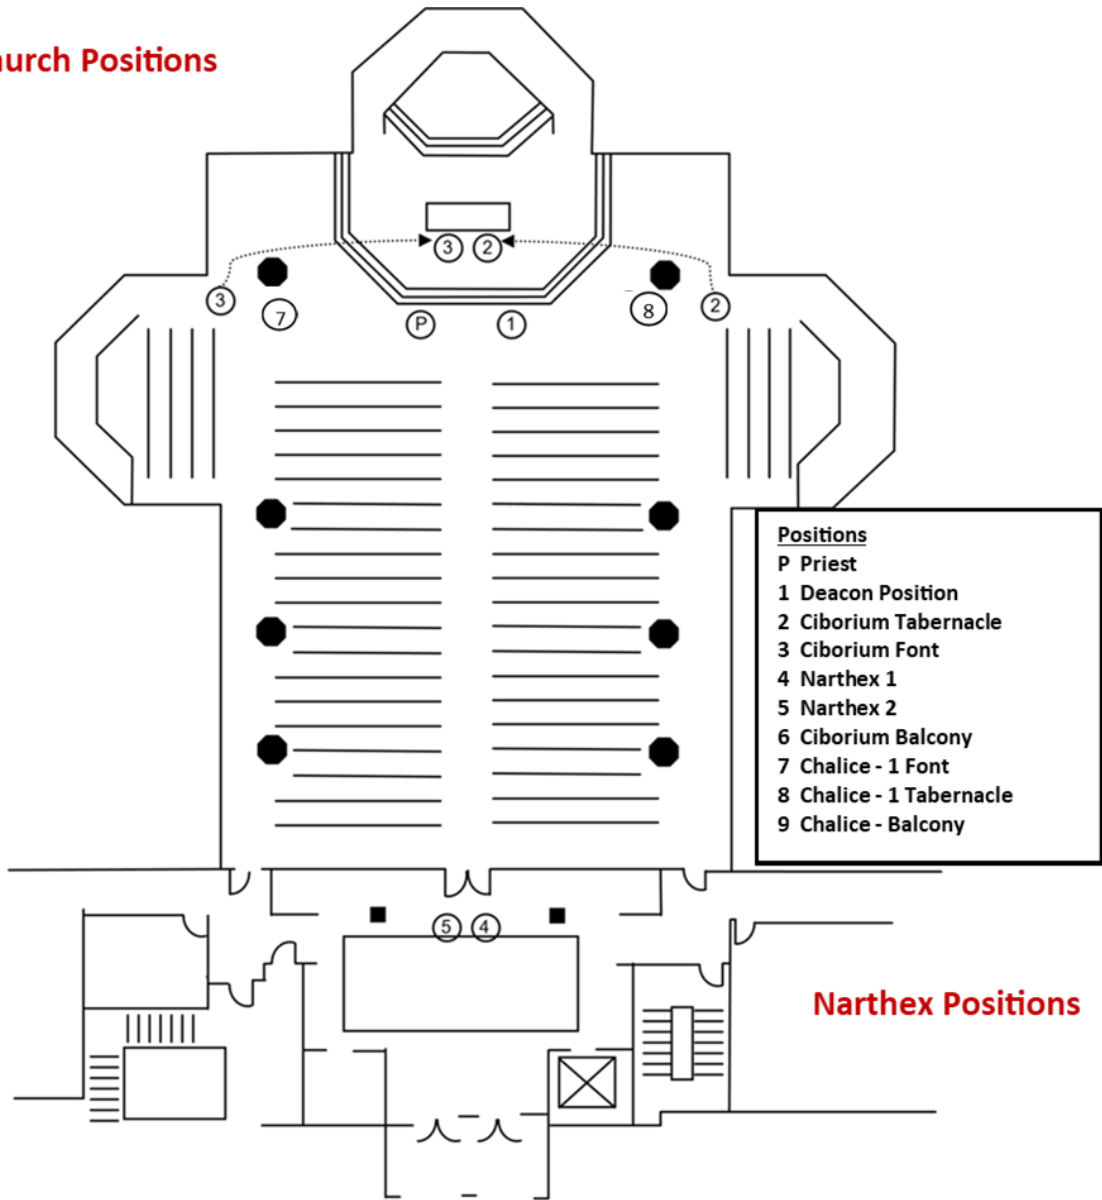 hurch Positions
3 2
3 7 P 1 8 2
Positions
P Priest
1 Deacon Position
2 Ciborium Tabernacle
3 Ciborium Font
4 Narthex 1
5 Narthex 2
6 Ciborium Balcony
7 Chalice - 1 Font
8 Chalice - 1 Tabernacle
9 Chalice - Balcony
5 4
Narthex Positions